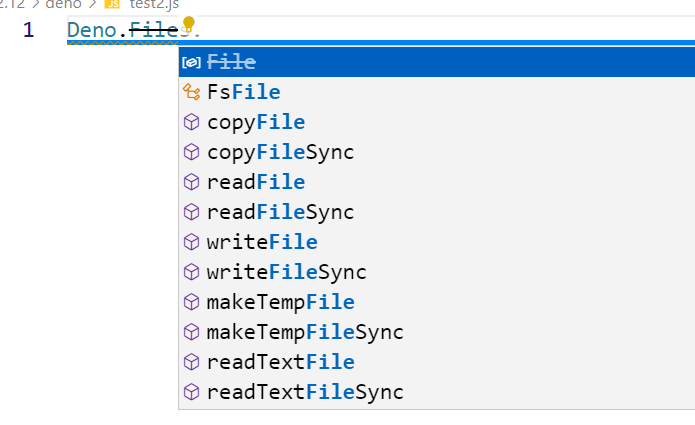 2.12 > deno > JS test2.js
1 Deno.Files.
File
FsFile
copyFile
copyFileSync
readFile
readFileSync
writeFile
writeFileSync
makeTempFile
makeTempFileSync
readTextFile
readTextFileSync